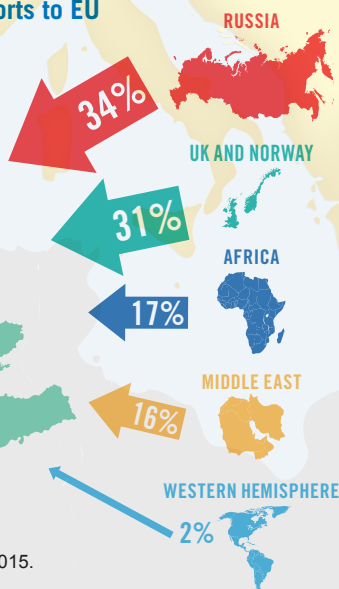 orts to EU
RUSSIA
34%
UK AND NORWAY
31%
AFRICA
17%
MIDDLE EAST
16%
WESTERN HEMISPHERE
2%
015.